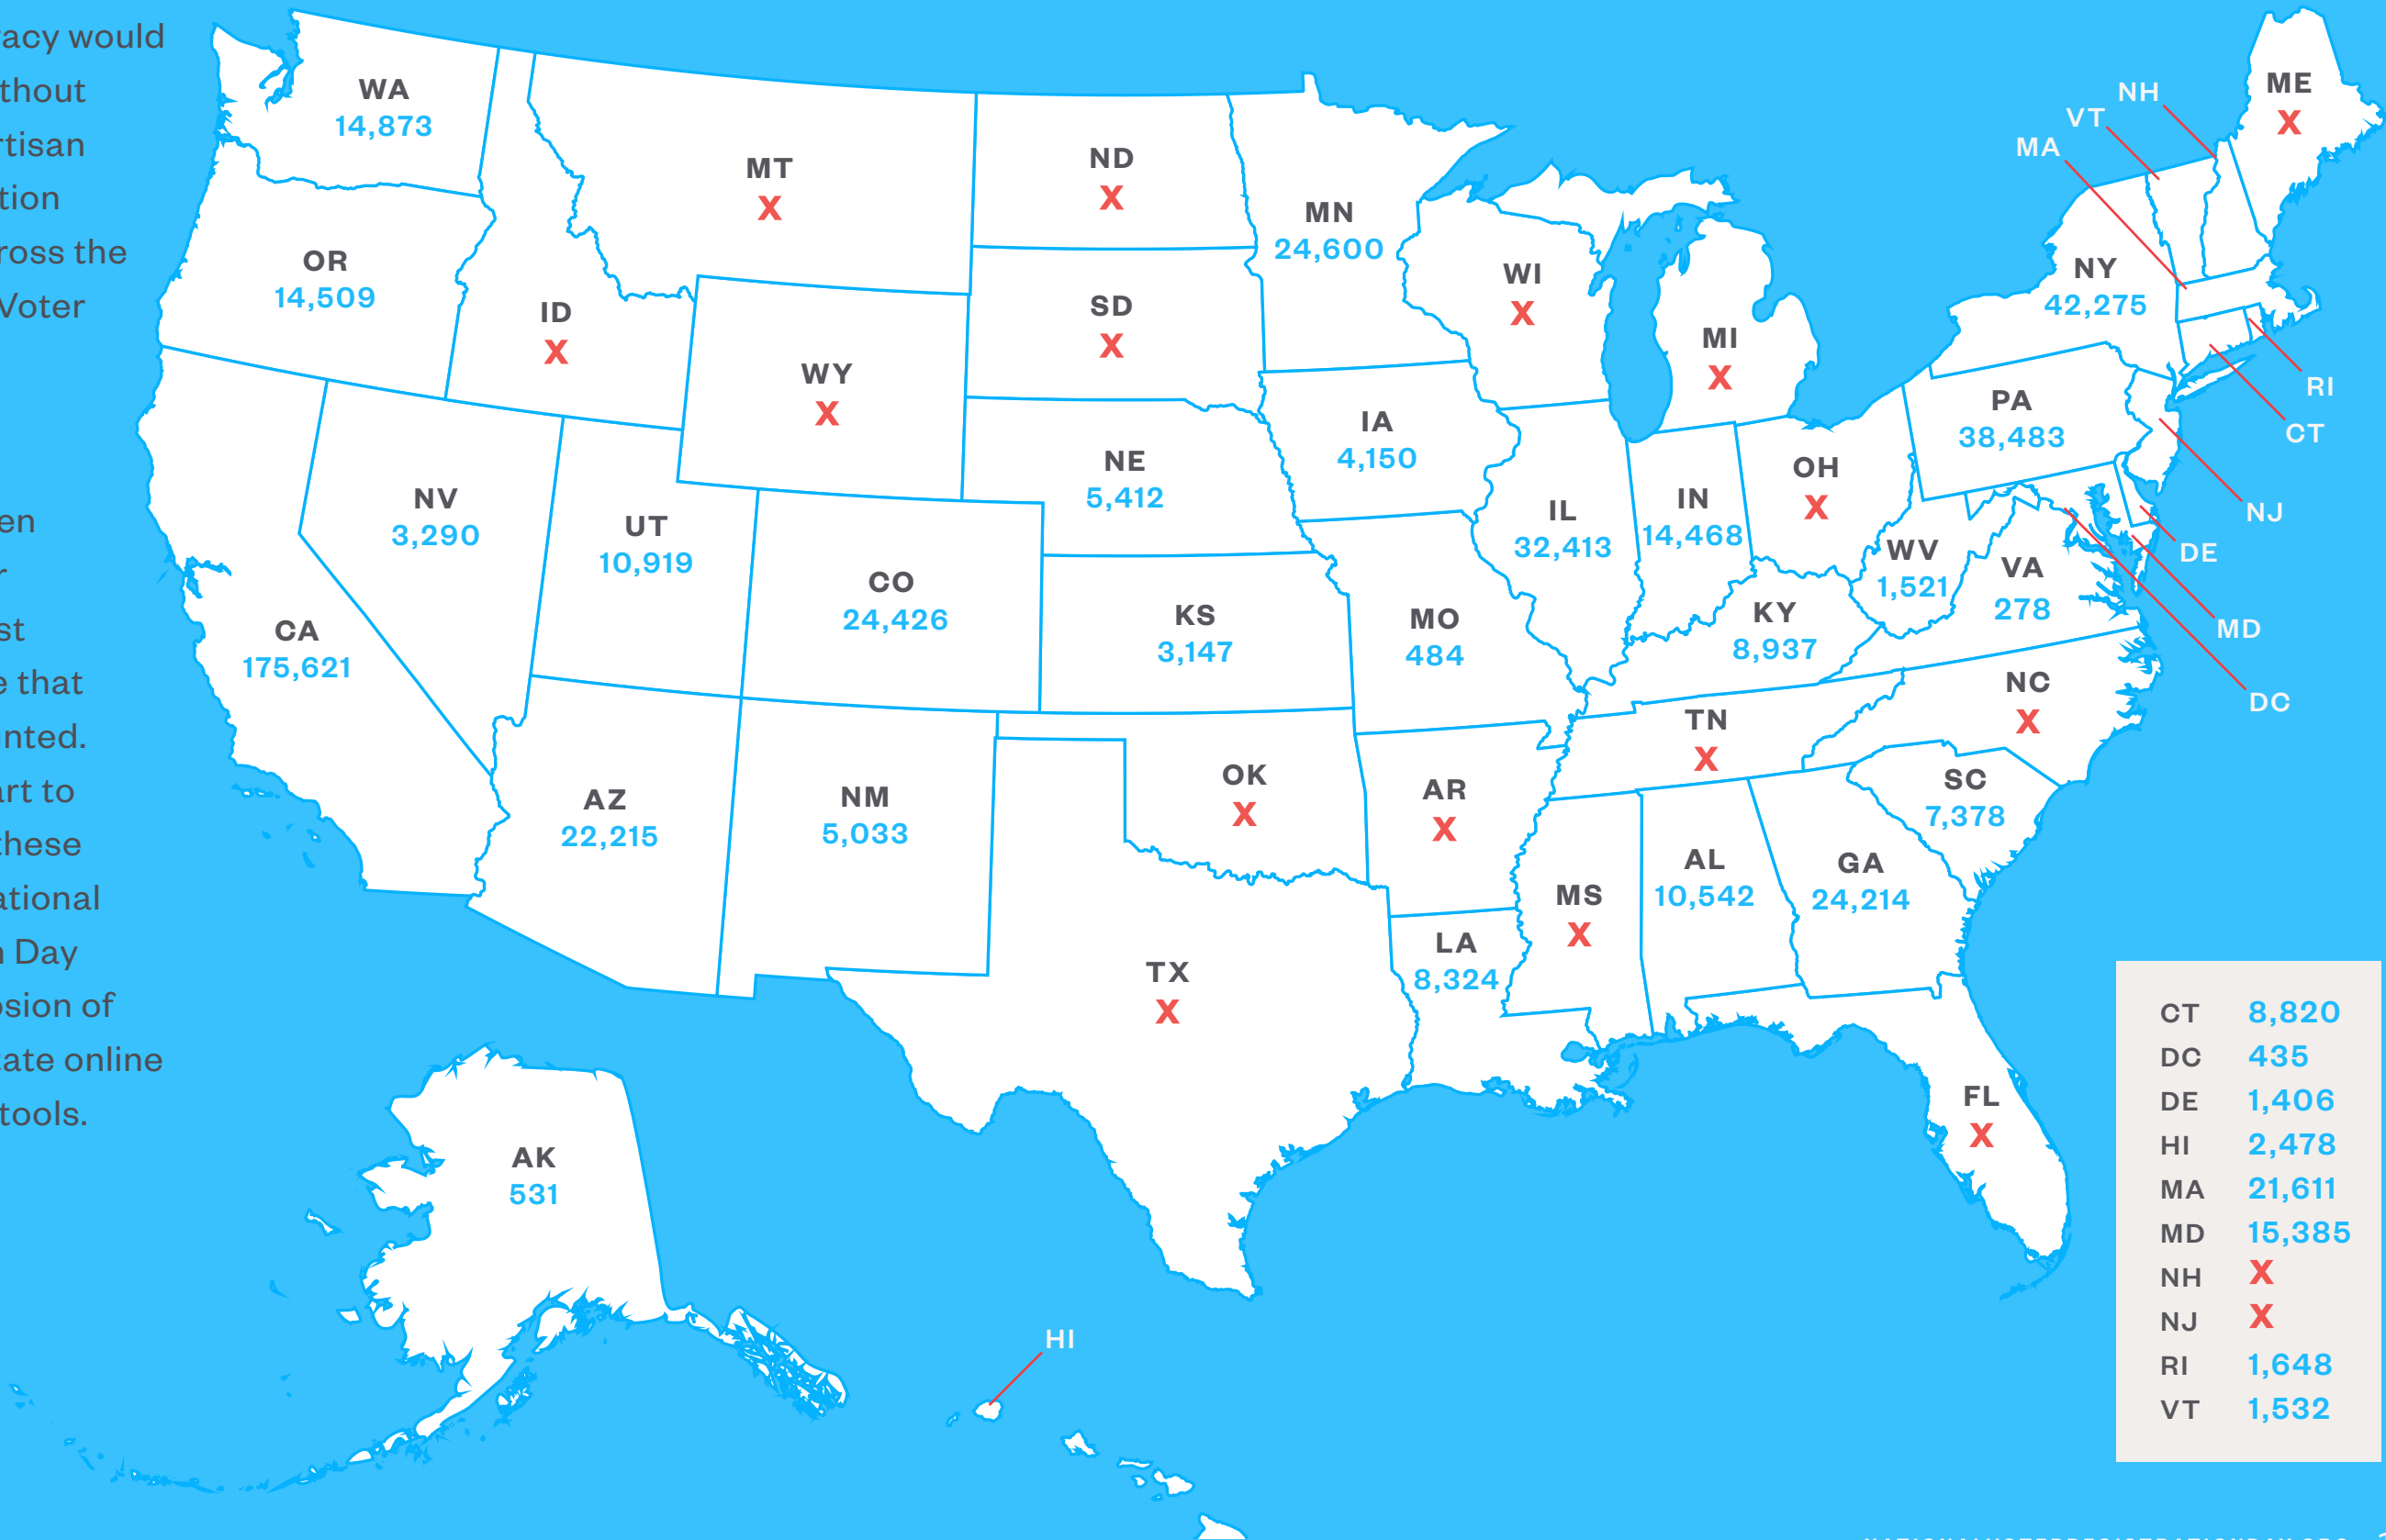 acy would
thout
rtisan
tion
ross the
Voter
en
r
st
e that
nted.
art to
these
ational
n Day
osion of
tate online
tools.
WA
14,873
OR
14,509
ID
X
MT
X
WY
X
ND
X
SD
X
MN
24,600
WI
X
MI
X
NE
5,412
IA
4,150
NV
3,290
UT
10,919
CO
24,426
CA
175,621
KS
3,147
MO
484
IL
32,413
IN
14,468
OH
X
KY
8,937
WV
1,521
VA
278
PA
38,483
NY
42,275
ME
X
NH
VT
MA
RI
CT
NJ
DE
MD
DC
AZ
22,215
NM
5,033
OK
X
AR
X
TN
X
NC
X
SC
7,378
TX
X
LA
8,324
MS
X
AL
10,542
GA
24,214
FL
X
AK
531
HI
CT 8,820
DC 435
DE 1,406
HI 2,478
MA 21,611
MD 15,385
NH X
NJ X
RI 1,648
VT 1,532